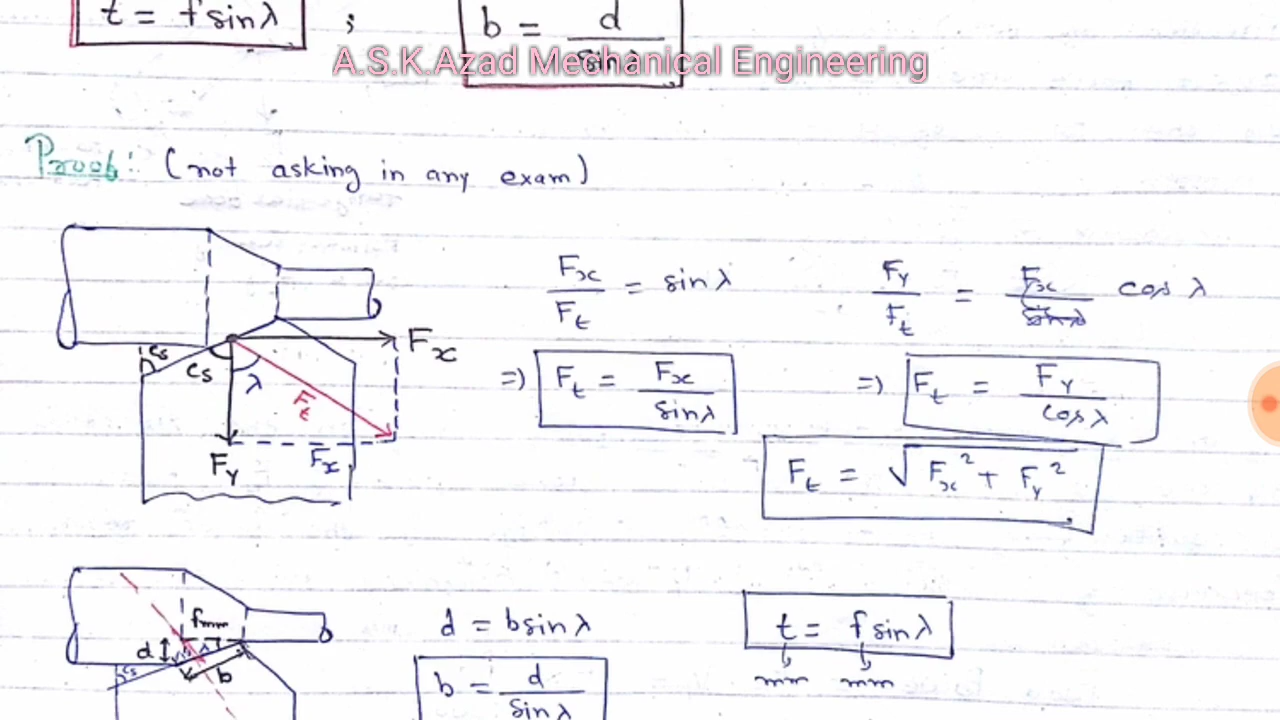 t = f sinλ ; b = d / sinλ
A.S.K.Azad Mechanical Engineering
Proof: (not asking in any exam)
Fx / Ft = sinλ
Fy / Ft = Fx / sinλ cos λ
=) Ft = Fx / sinλ
=) Ft = Fy / cosλ
Ft = √Fx² + Fy²
Cs
Cs
λ
Ft
Fx
Fy
Fx
d = b sinλ
t = f sinλ
mm mm
b = d / sinλ
fmm
d
λ
b
Cs